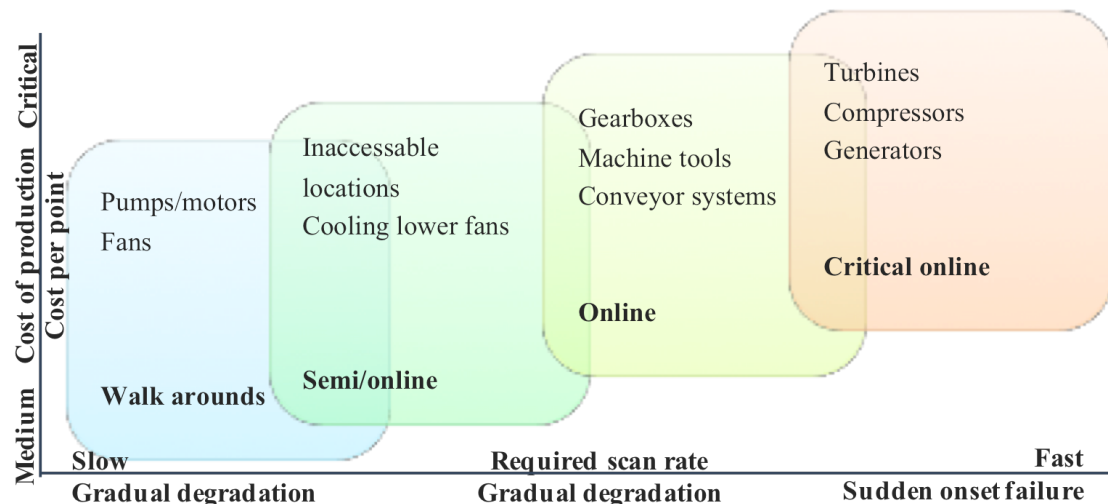 Critical
Cost of production
Cost per point
Medium
Pumps/motors
Fans
Walk arounds
Inaccessable
locations
Cooling lower fans
Semi/online
Gearboxes
Machine tools
Conveyor systems
Online
Turbines
Compressors
Generators
Critical online
Slow
Required scan rate
Fast
Gradual degradation
Gradual degradation
Sudden onset failure